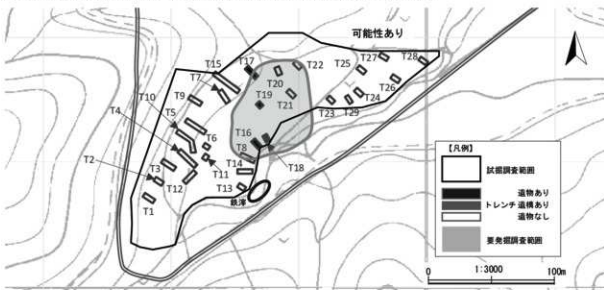 可能性あり
T17
T15
T7
T22
T25
T27
T28
T20
T10
T9
T19
T21
T26
T4
T5
T24
T23
T29
T6
T16
T2
T3
T8
T14
T18
T11
T12
T13
T1
鉄滓
【凡例】
試掘調査範囲
遺物あり
トレンチ 遺構あり
遺物なし
要発掘調査範囲
0 1:3000 100m